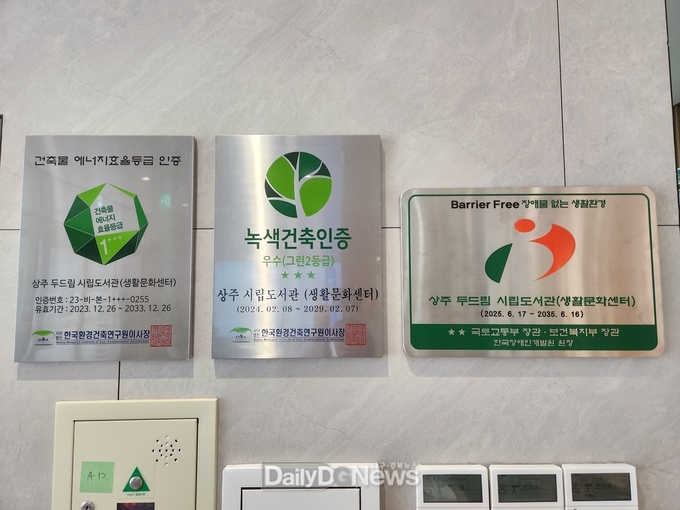 건축물 에너지효율등급 인증
건축물
에너지
효율등급
1+++
상주 두드림 시립도서관(생활문화센터)
인증번호 : 23-비-본-1+++-0255
유효기간 : 2023. 12. 26 ~ 2033. 12. 26
한국환경건축연구원이사장
녹색건축인증
우수(그린2등급)
★★★
상주 시립도서관 (생활문화센터)
(2024. 02. 08 ~ 2029. 02. 07)
한국환경건축연구원이사장
Barrier Free 장애물 없는 생활환경
상주 두드림 시립도서관(생활문화센터)
(2025. 6. 17 ~ 2035. 6. 16)
★★ 국토교통부 장관 · 보건복지부 장관
한국장애인개발원 원장
A-12
대구·경북뉴스
DailyDGNews